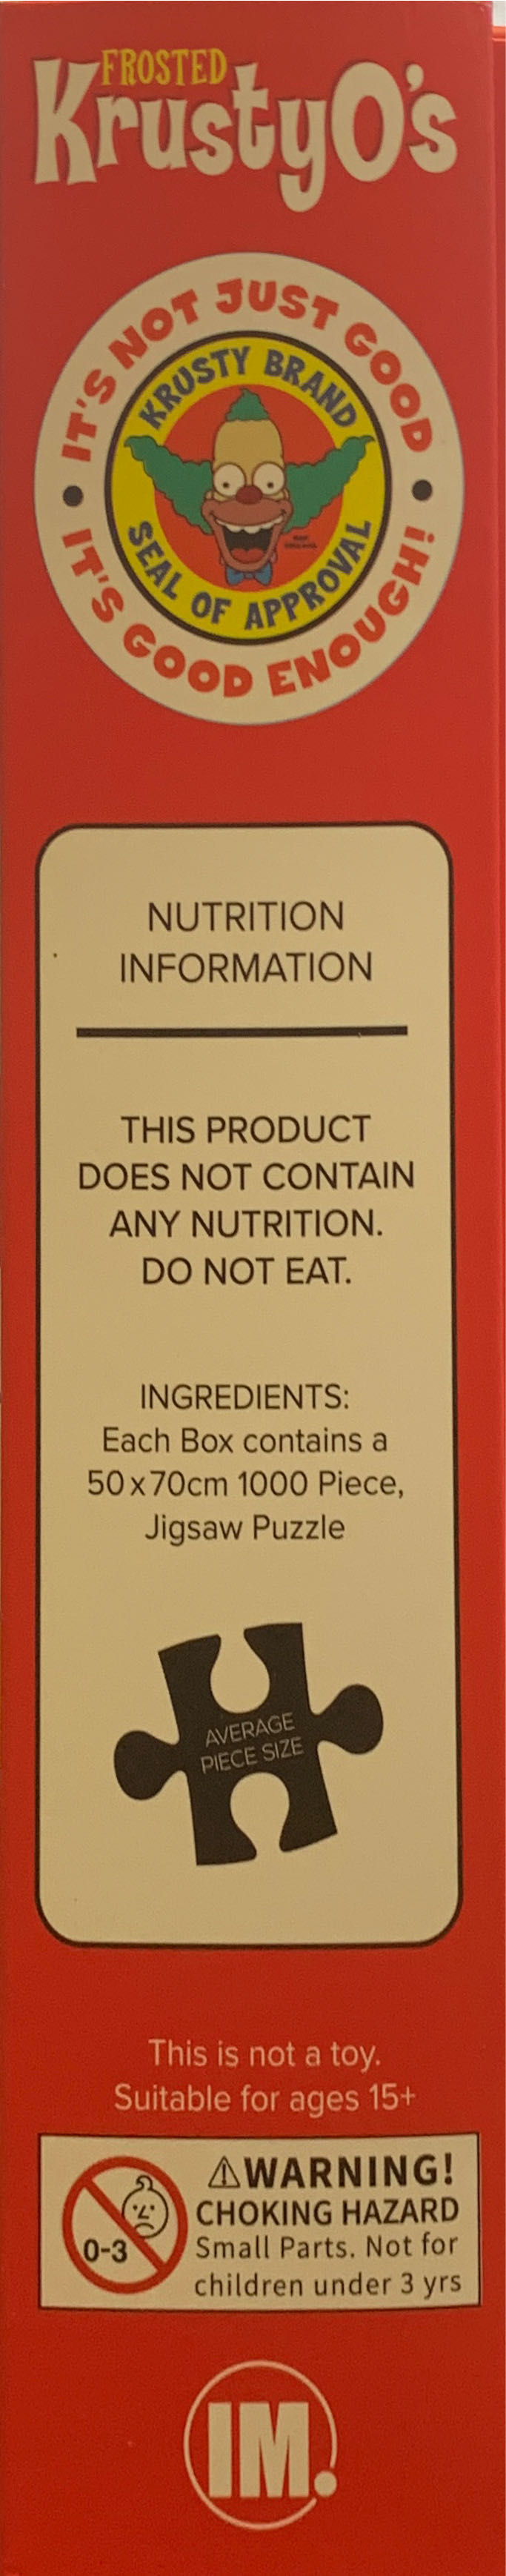 FROSTED
KrustyO's
IT'S NOT JUST GOOD
KRUSTY BRAND
SEAL OF APPROVAL
IT'S GOOD ENOUGH!
NUTRITION
INFORMATION
THIS PRODUCT
DOES NOT CONTAIN
ANY NUTRITION.
DO NOT EAT.
INGREDIENTS:
Each Box contains a
50x70cm 1000 Piece,
Jigsaw Puzzle
AVERAGE
PIECE SIZE
This is not a toy.
Suitable for ages 15+
⚠WARNING!
CHOKING HAZARD
0-3
Small Parts. Not for
children under 3 yrs
IM.